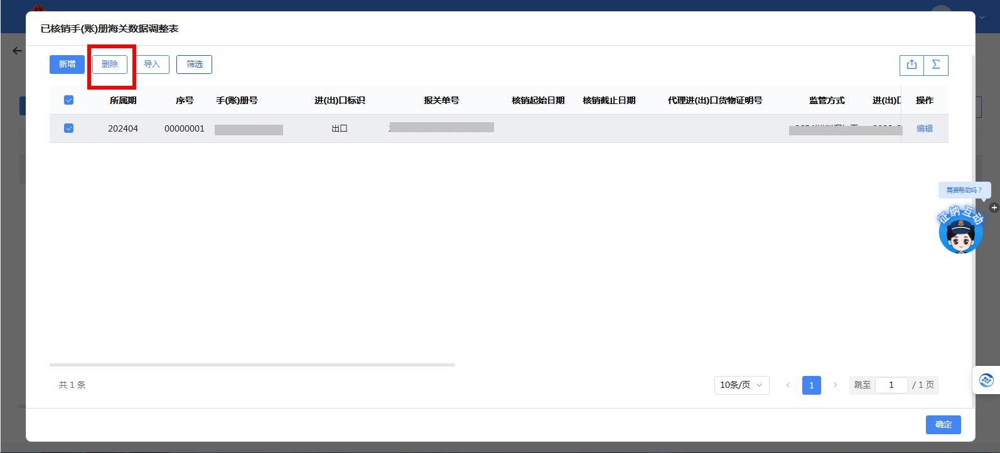 已核销手(账)册海关数据调整表
新增 删除 导入 筛选
所属期 序号 手(账)册号 进(出)口标识 报关单号 核销起始日期 核销截止日期 代理进(出)口货物证明号 监管方式 进(出)口 操作
202404 00000001 出口 编辑
需要帮助吗？
征纳互动
共 1 条 10条/页 1 跳至 1 / 1 页
确定